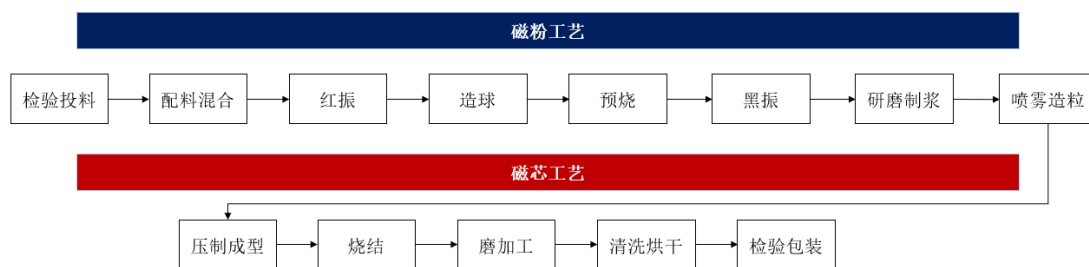 磁粉工艺
检验投料
配料混合
红振
造球
预烧
黑振
研磨制浆
喷雾造粒
磁芯工艺
压制成型
烧结
磨加工
清洗烘干
检验包装